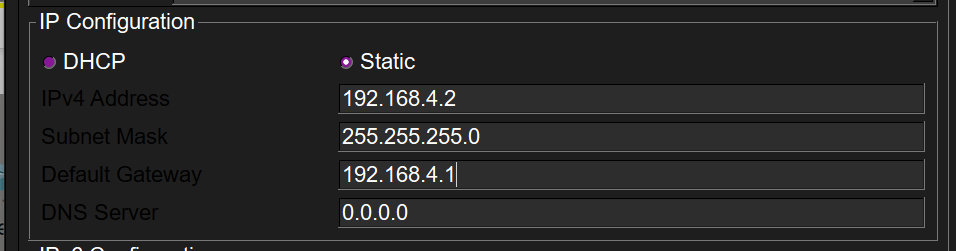 IP Configuration
DHCP Static
IPv4 Address 192.168.4.2
Subnet Mask 255.255.255.0
Default Gateway 192.168.4.1
DNS Server 0.0.0.0